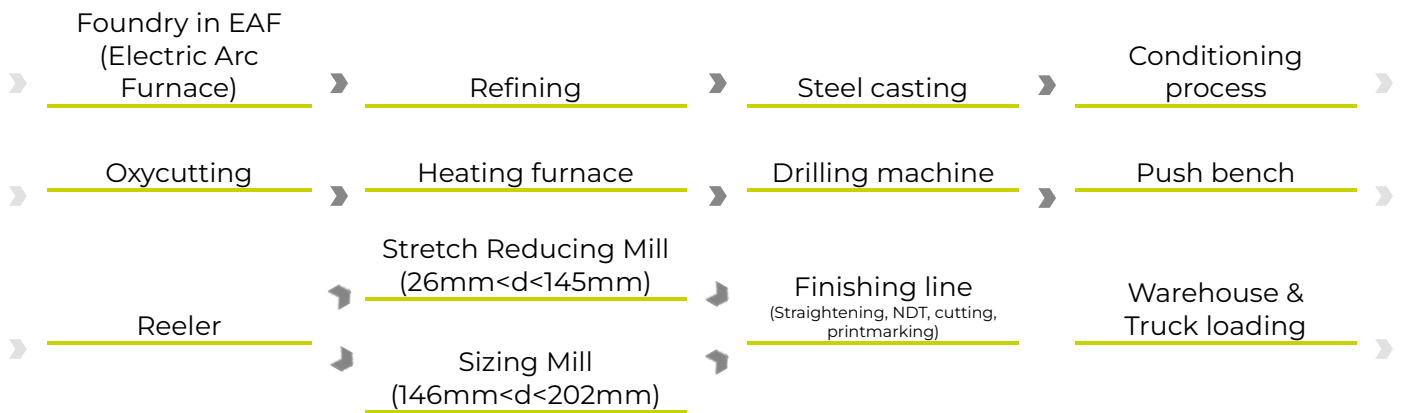 Foundry in EAF
(Electric Arc
Furnace)
Refining
Steel casting
Conditioning
process
Oxycutting
Heating furnace
Drilling machine
Push bench
Reeler
Stretch Reducing Mill
(26mm<d<145mm)
Sizing Mill
(146mm<d<202mm)
Finishing line
(Straightening, NDT, cutting,
printmarking)
Warehouse &
Truck loading